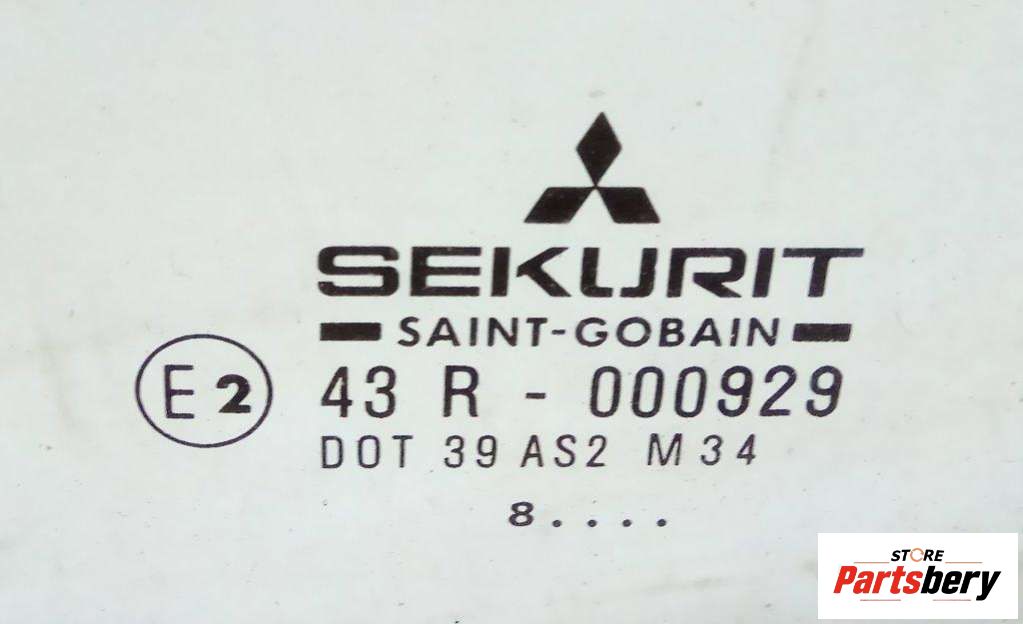 SEKURIT
SAINT-GOBAIN
E2 43 R - 000929
DOT 39 AS2 M34
8....
STORE
Partsbery